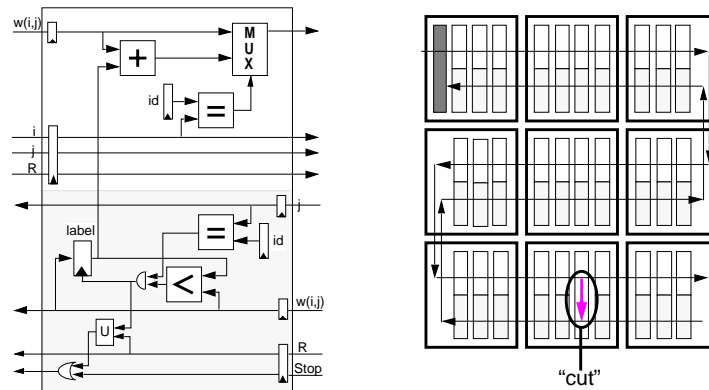 w(i,j)
M
U
X
+
id
=
i
j
R
j
label
=
id
<
w(i,j)
U
R
Stop
“cut”